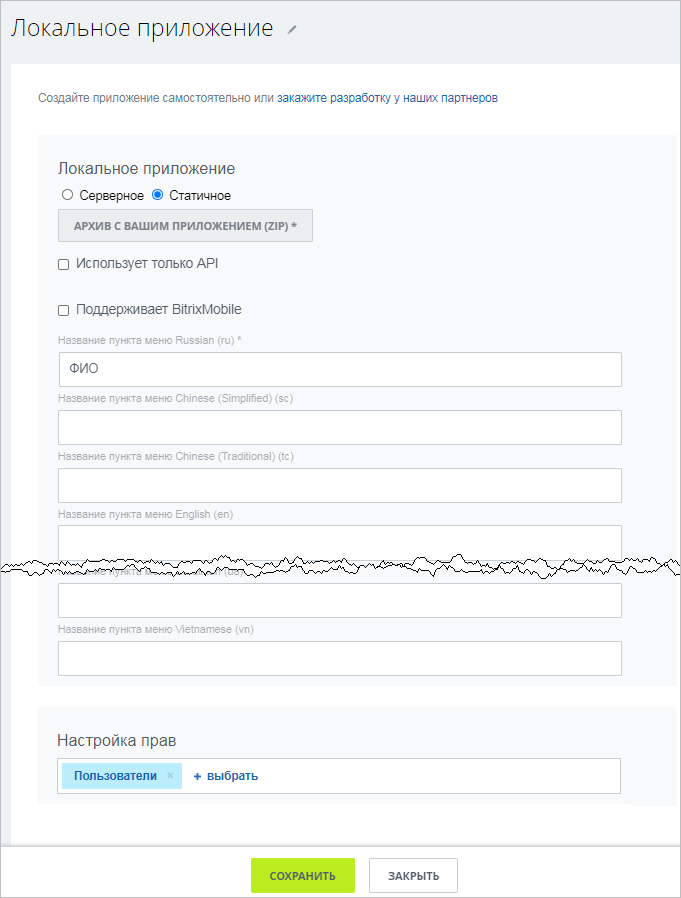 Локальное приложение
Создайте приложение самостоятельно или закажите разработку у наших партнеров
Локальное приложение
Серверное Статичное
АРХИВ С ВАШИМ ПРИЛОЖЕНИЕМ (ZIP) *
Использует только API
Поддерживает BitrixMobile
Название пункта меню Russian (ru) *
ФИО
Название пункта меню Chinese (Simplified) (sc)
Название пункта меню Chinese (Traditional) (tc)
Название пункта меню English (en)
Название пункта меню
Название пункта меню Vietnamese (vn)
Настройка прав
Пользователи × + выбрать
СОХРАНИТЬ ЗАКРЫТЬ